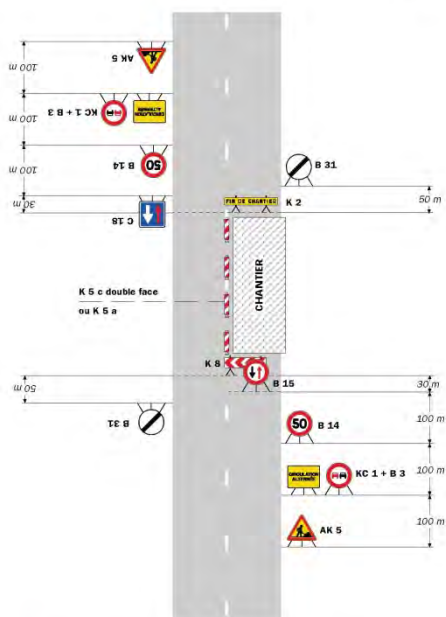 100 m
AK 5
100 m
KC 1 + B 3
CIRCULATION
ALTERNÉE
100 m
50
B 14
30 m
C 18
B 31
FIN DE CHANTIER
K 2
50 m
CHANTIER
K 5 c double face
ou K 5 a
K 8
B 15
50 m
B 31
30 m
50
B 14
100 m
CIRCULATION
ALTERNÉE
KC 1 + B 3
100 m
AK 5
100 m